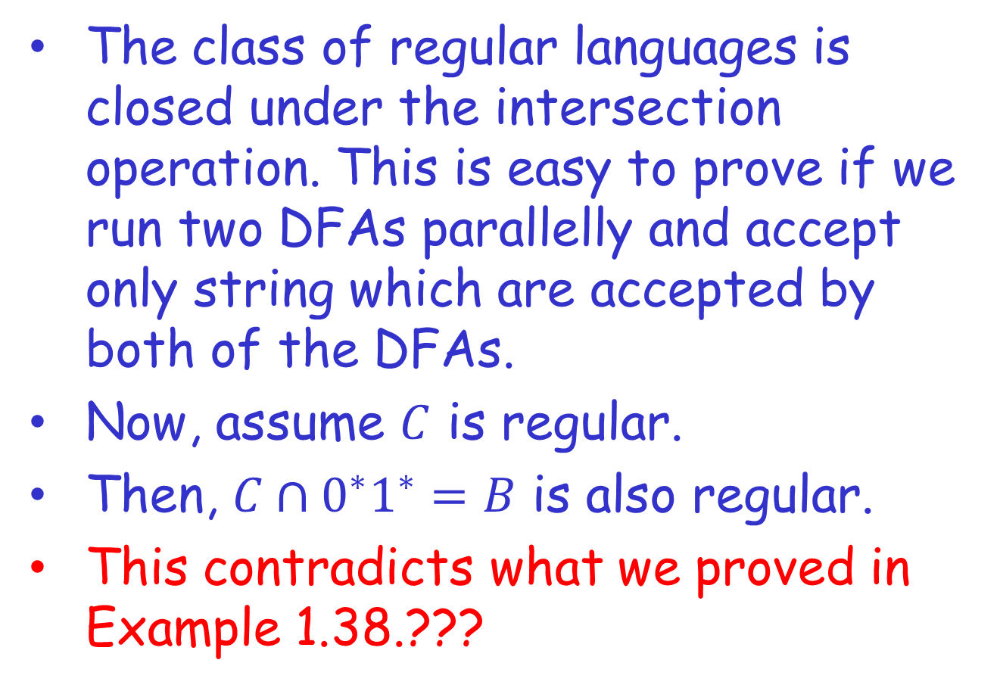 • The class of regular languages is
closed under the intersection
operation. This is easy to prove if we
run two DFAs parallelly and accept
only string which are accepted by
both of the DFAs.
• Now, assume C is regular.
• Then, C ∩ 0*1* = B is also regular.
• This contradicts what we proved in
Example 1.38.???